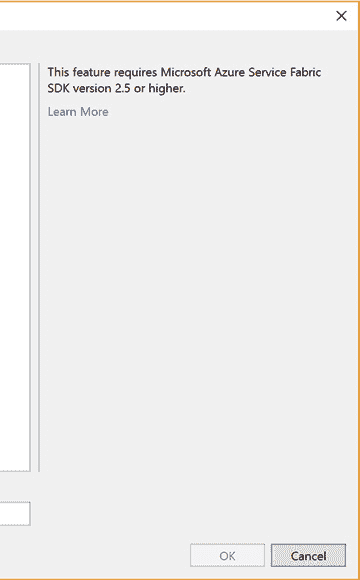 This feature requires Microsoft Azure Service Fabric
SDK version 2.5 or higher.
Learn More
OK
Cancel